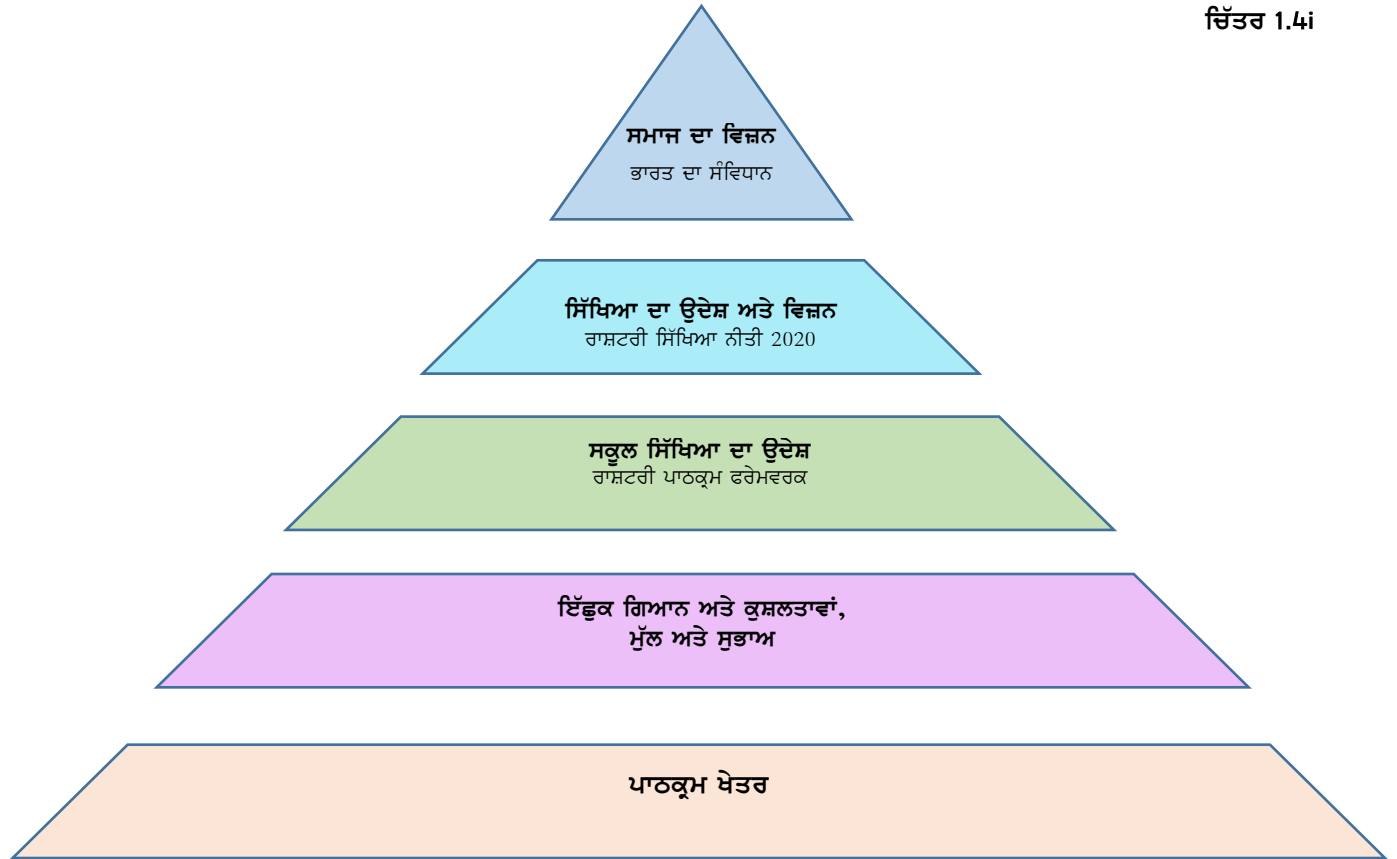 ਚਿੱਤਰ 1.4i
ਸਮਾਜ ਦਾ ਵਿਜ਼ਨ
ਭਾਰਤ ਦਾ ਸੰਵਿਧਾਨ
ਸਿੱਖਿਆ ਦਾ ਉਦੇਸ਼ ਅਤੇ ਵਿਜ਼ਨ
ਰਾਸ਼ਟਰੀ ਸਿੱਖਿਆ ਨੀਤੀ 2020
ਸਕੂਲ ਸਿੱਖਿਆ ਦਾ ਉਦੇਸ਼
ਰਾਸ਼ਟਰੀ ਪਾਠਕ੍ਰਮ ਫਰੇਮਵਰਕ
ਇੱਛੁਕ ਗਿਆਨ ਅਤੇ ਕੁਸ਼ਲਤਾਵਾਂ,
ਮੁੱਲ ਅਤੇ ਸੁਭਾਅ
ਪਾਠਕ੍ਰਮ ਖੇਤਰ